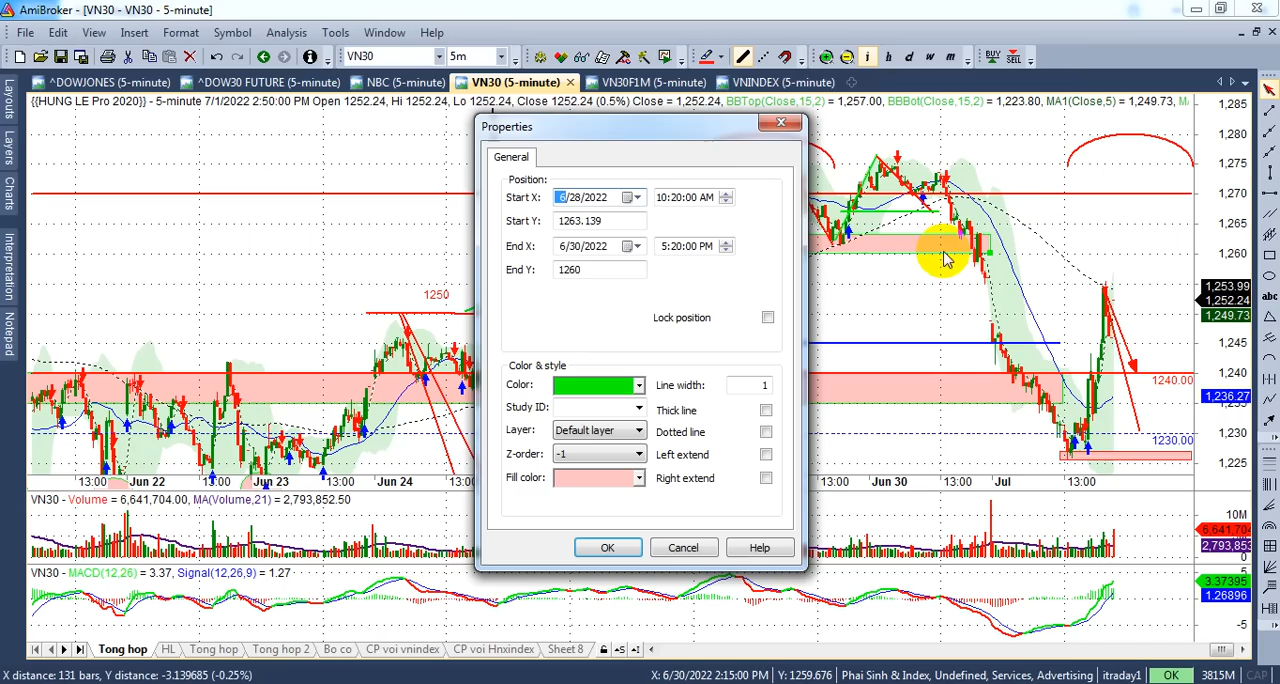 AmiBroker - [VN30 - VN30 - 5-minute]
File Edit View Insert Format Symbol Analysis Tools Window Help
VN30 5m i h d w m BUY SELL
^DOWJONES (5-minute) ^DOW30 FUTURE (5-minute) NBC (5-minute) VN30 (5-minute) VN30F1M (5-minute) VNINDEX (5-minute)
{{HUNG LE Pro 2020}} - 5-minute 7/1/2022 2:50:00 PM Open 1252.24, Hi 1252.24, Lo 1252.24, Close 1252.24 (0.5%) Close = 1,252.24, BBTop(Close,15,2) = 1,257.00, BBBot(Close,15,2) = 1,223.80, MA1(Close,5) = 1,249.73,
Layouts
Layers
Charts
Interpretation
Notepad
Properties
General
Position:
Start X: 6/28/2022 10:20:00 AM
Start Y: 1263.139
End X: 6/30/2022 5:20:00 PM
End Y: 1260
Lock position
Color & style
Color: Line width: 1
Study ID: Thick line
Layer: Default layer Dotted line
Z-order: -1 Left extend
Fill color: Right extend
OK Cancel Help
1250
1240.00
1230.00
1,285
1,280
1,275
1,270
1,265
1,260
1,253.99
1,252.24
1,249.73
1,245
1,240
1,236.27
1,235
1,230
1,225
13:00 Jun 22 13:00 Jun 23 13:00 Jun 24 13:00 13:00 Jun 30 13:00 Jul 13:00
VN30 - Volume = 6,641,704.00, MA(Volume,21) = 2,793,852.50
10M
6,641,704
2,793,853
0
VN30 - MACD(12,26) = 3.37, Signal(12,26,9) = 1.27
5
3.37395
1.26896
-5
Tong hop HL Tong hop Tong hop 2 Bo co CP voi vnindex CP voi Hnxindex Sheet 8
X distance: 131 bars, Y distance: -3.139685 (-0.25%) X: 6/30/2022 2:15:00 PM Y: 1259.676 Phai Sinh & Index, Undefined, Services, Advertising itraday1 OK 3815M CAP
abc